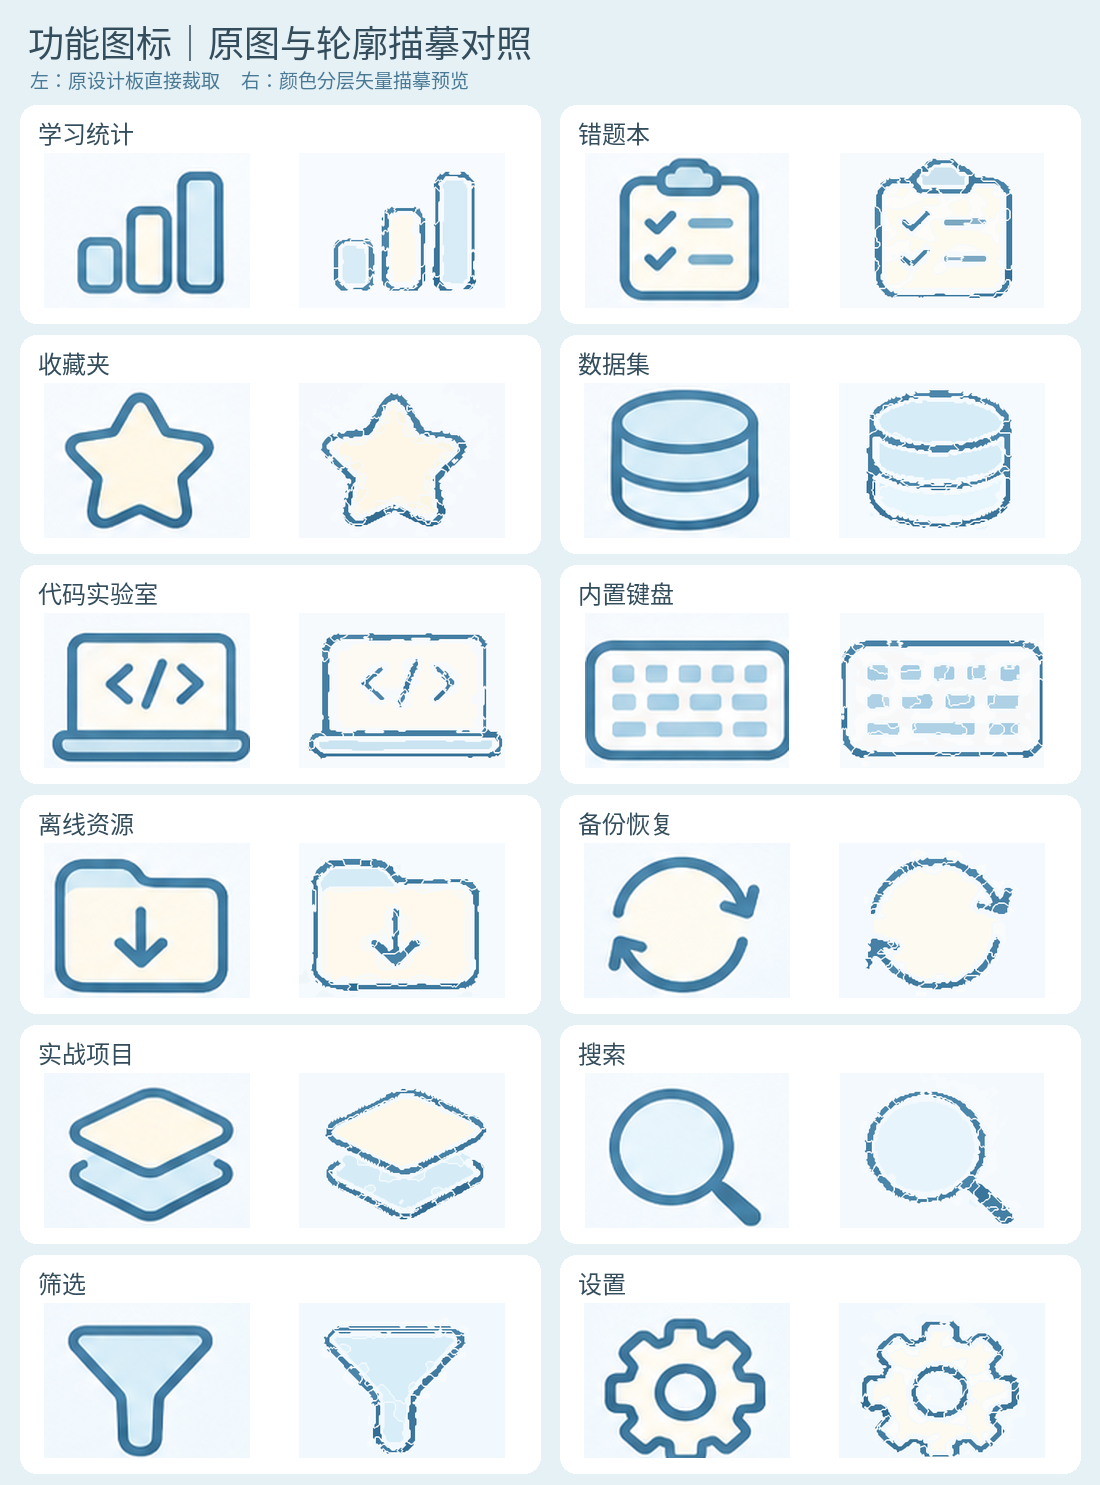 功能图标｜原图与轮廓描摹对照
左：原设计板直接裁取 右：颜色分层矢量描摹预览
学习统计
错题本
收藏夹
数据集
代码实验室
</>
</>
内置键盘
离线资源
备份恢复
实战项目
搜索
筛选
设置